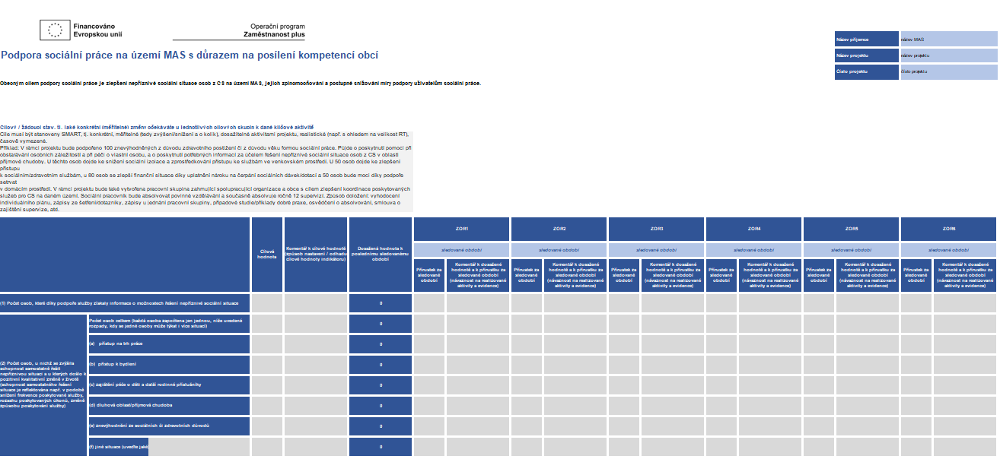 Financováno
Evropskou unií
Operační program
Zaměstnanost plus
Název příjemce
název MAS
Název projektu
název projektu
Číslo projektu
číslo projektu
Podpora sociální práce na území MAS s důrazem na posílení kompetencí obcí
Obecným cílem podpory sociální práce je zlepšení nepříznivé sociální situace osob z CS na území MAS, jejich zplnomocňování a postupné snižování míry podpory uživatelům sociální práce.
Cílový / žádoucí stav, tj. jaké konkrétní (měřitelné) změny očekáváte u jednotlivých cílových skupin k dané klíčové aktivitě
Cíle musí být stanoveny SMART, tj. konkrétní, měřitelné (tedy zvýšení/snížení a o kolik), dosažitelné aktivitami projektu, realistické (např. s ohledem na velikost RT),
časově vymezené.
Příklad: V rámci projektu bude podpořeno 100 znevýhodněných z důvodu zdravotního postižení či z důvodu věku formou sociální práce. Půjde o poskytnutí pomoci při
obstarávání osobních záležitostí a při péči o vlastní osobu, a o poskytnutí potřebných informací za účelem řešení nepříznivé situace osob z CS v oblasti
příjmové chudoby. U těchto osob dojde ke snížení sociální izolace a zprostředkování přístupu ke službám ve venkovském prostředí. U 50 osob dojde ke zlepšení
přístupu
k sociálním/zdravotním službám, u 80 osob se zlepší finanční situace díky uplatnění nároku na čerpání sociálních dávek/dotací a 50 osob bude moci díky podpoře
setrvat
v domácím prostředí. V rámci projektu bude také vytvořena pracovní skupina zahrnující spolupracující organizace a obce s cílem zlepšení koordinace poskytovaných
služeb pro CS na daném území. Sociální pracovník bude absolvovat povinné vzdělávání a současně absolvuje ročně 12 supervizí. Způsob doložení: vyhodnocení
individuálního plánu, zápisy ze šetření/dotazníky, zápisy u jednání pracovní skupiny, případové studie/příklady dobré praxe, osvědčení o absolvování, smlouva o
zajištění supervize, atd.
Cílová
hodnota
Komentář k cílové hodnotě
(způsob nastavení / odhadu
cílové hodnoty indikátoru)
Dosažená hodnota k
poslednímu sledovanému
období
ZOR1
ZOR2
ZOR3
ZOR4
ZOR5
ZOR6
sledované období
sledované období
sledované období
sledované období
sledované období
sledované období
Přírustek za
sledované
období
Komentář k dosažené
hodnotě a k přírustku za
sledované období
(návaznost na realizované
aktivity a evidence)
Přírustek za
sledované
období
Komentář k dosažené
hodnotě a k přírustku za
sledované období
(návaznost na realizované
aktivity a evidence)
Přírustek za
sledované
období
Komentář k dosažené
hodnotě a k přírustku za
sledované období
(návaznost na realizované
aktivity a evidence)
Přírustek za
sledované
období
Komentář k dosažené
hodnotě a k přírustku za
sledované období
(návaznost na realizované
aktivity a evidence)
Přírustek za
sledované
období
Komentář k dosažené
hodnotě a k přírustku za
sledované období
(návaznost na realizované
aktivity a evidence)
Přírustek za
sledované
období
Komentář k dosažené
hodnotě a k přírustku za
sledované období
(návaznost na realizované
aktivity a evidence)
(1) Počet osob, které díky podpoře služby získaly informace o možnostech řešení nepříznivé sociální situace
0
(2) Počet osob, u nichž se zvýšila
schopnost samostatně řešit
nepříznivou situaci a u kterých došlo k
pozitivní kvalitativní změně v životě
(schopnost samostatného řešení
situace je reflektována např. v podobě
snížení frekvence poskytované služby,
rozsahu poskytovaných úkonů, změně
způsobu poskytování služby)
Počet osob celkem (každá osoba započtena jen jednou, níže uvedené
rozpady, kdy se jedné osoby může týkat i více situací)
0
(a) přístup na trh práce
0
(b) přístup k bydlení
0
(c) zajištění péče o děti a další rodinné příslušníky
0
(d) dluhová oblast/příjmová chudoba
0
(e) znevýhodnění ze sociálních či zdravotních důvodů
0
(f) jiné situace (uveďte jaké)
0